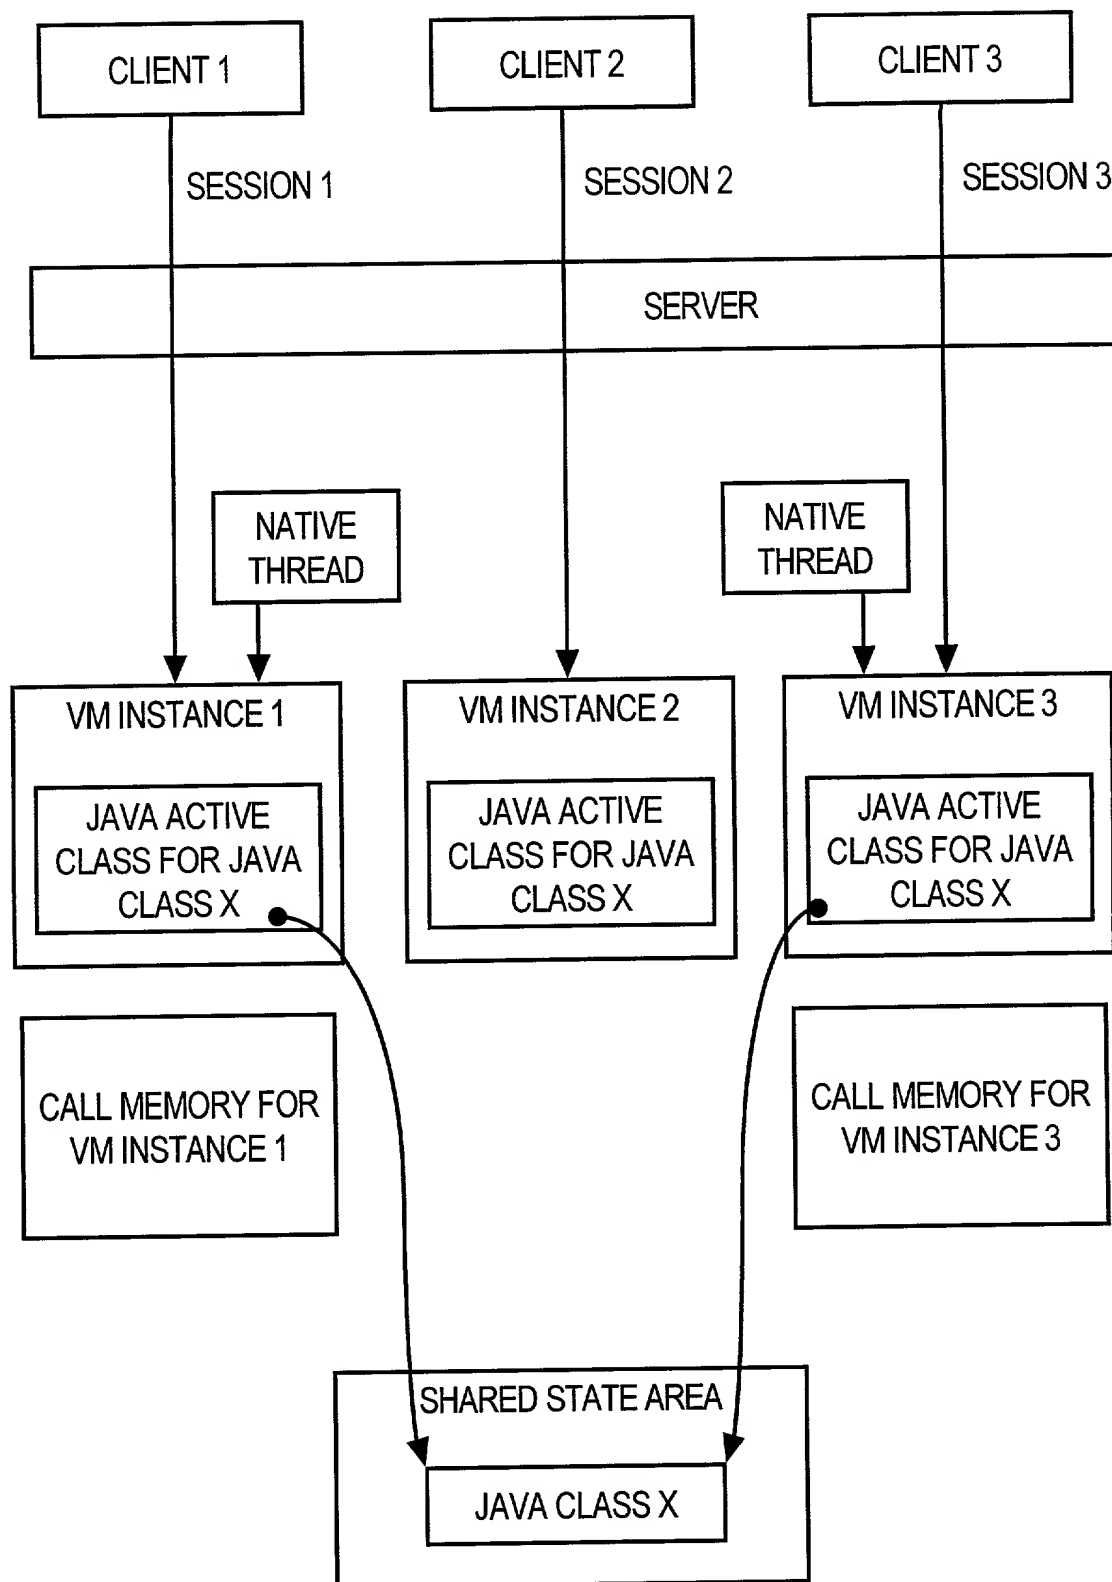 CLIENT 1
CLIENT 2
CLIENT 3
SESSION 1
SESSION 2
SESSION 3
SERVER
NATIVE
THREAD
NATIVE
THREAD
VM INSTANCE 1
JAVA ACTIVE
CLASS FOR JAVA
CLASS X
VM INSTANCE 2
JAVA ACTIVE
CLASS FOR JAVA
CLASS X
VM INSTANCE 3
JAVA ACTIVE
CLASS FOR JAVA
CLASS X
CALL MEMORY FOR
VM INSTANCE 1
CALL MEMORY FOR
VM INSTANCE 3
SHARED STATE AREA
JAVA CLASS X